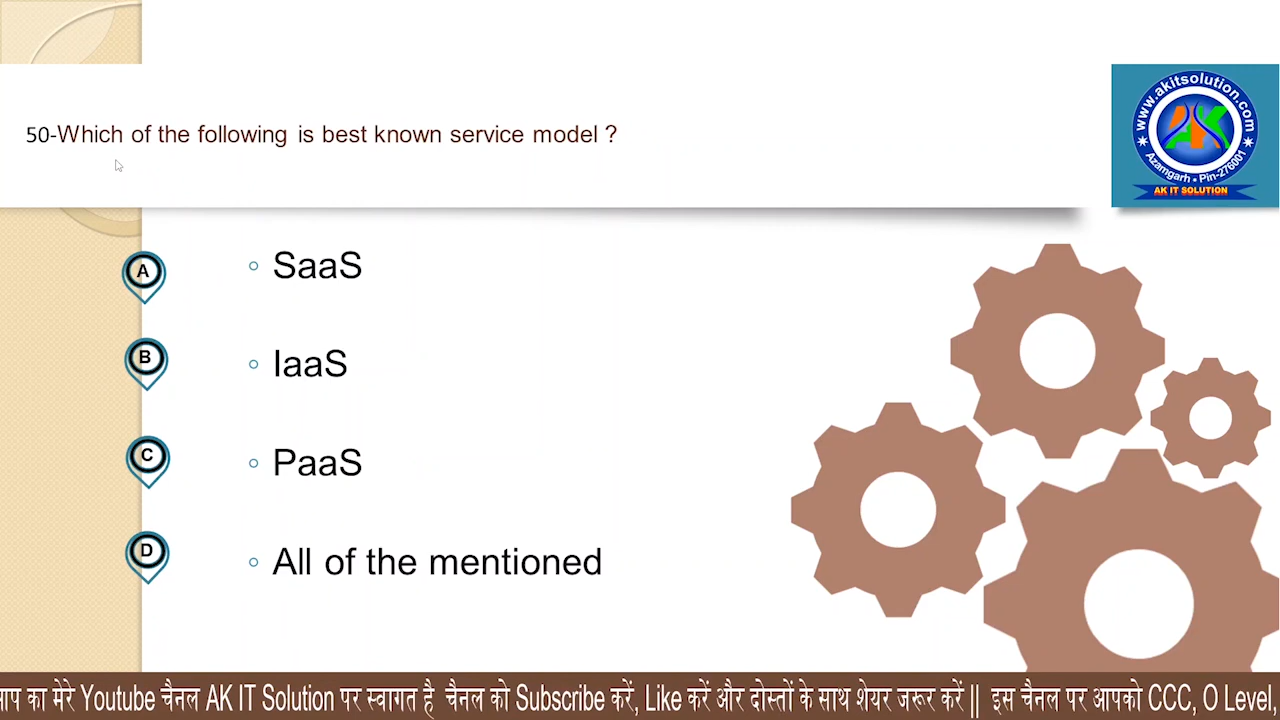 50-Which of the following is best known service model ?
www.akitsolution.com
AK
Azamgarh • Pin-276001
AK IT SOLUTION
A
SaaS
B
IaaS
C
PaaS
D
All of the mentioned
आप का मेरे Youtube चैनल AK IT Solution पर स्वागत है चैनल को Subscribe करें, Like करें और दोस्तों के साथ शेयर जरूर करें || इस चैनल पर आपको CCC, O Level,